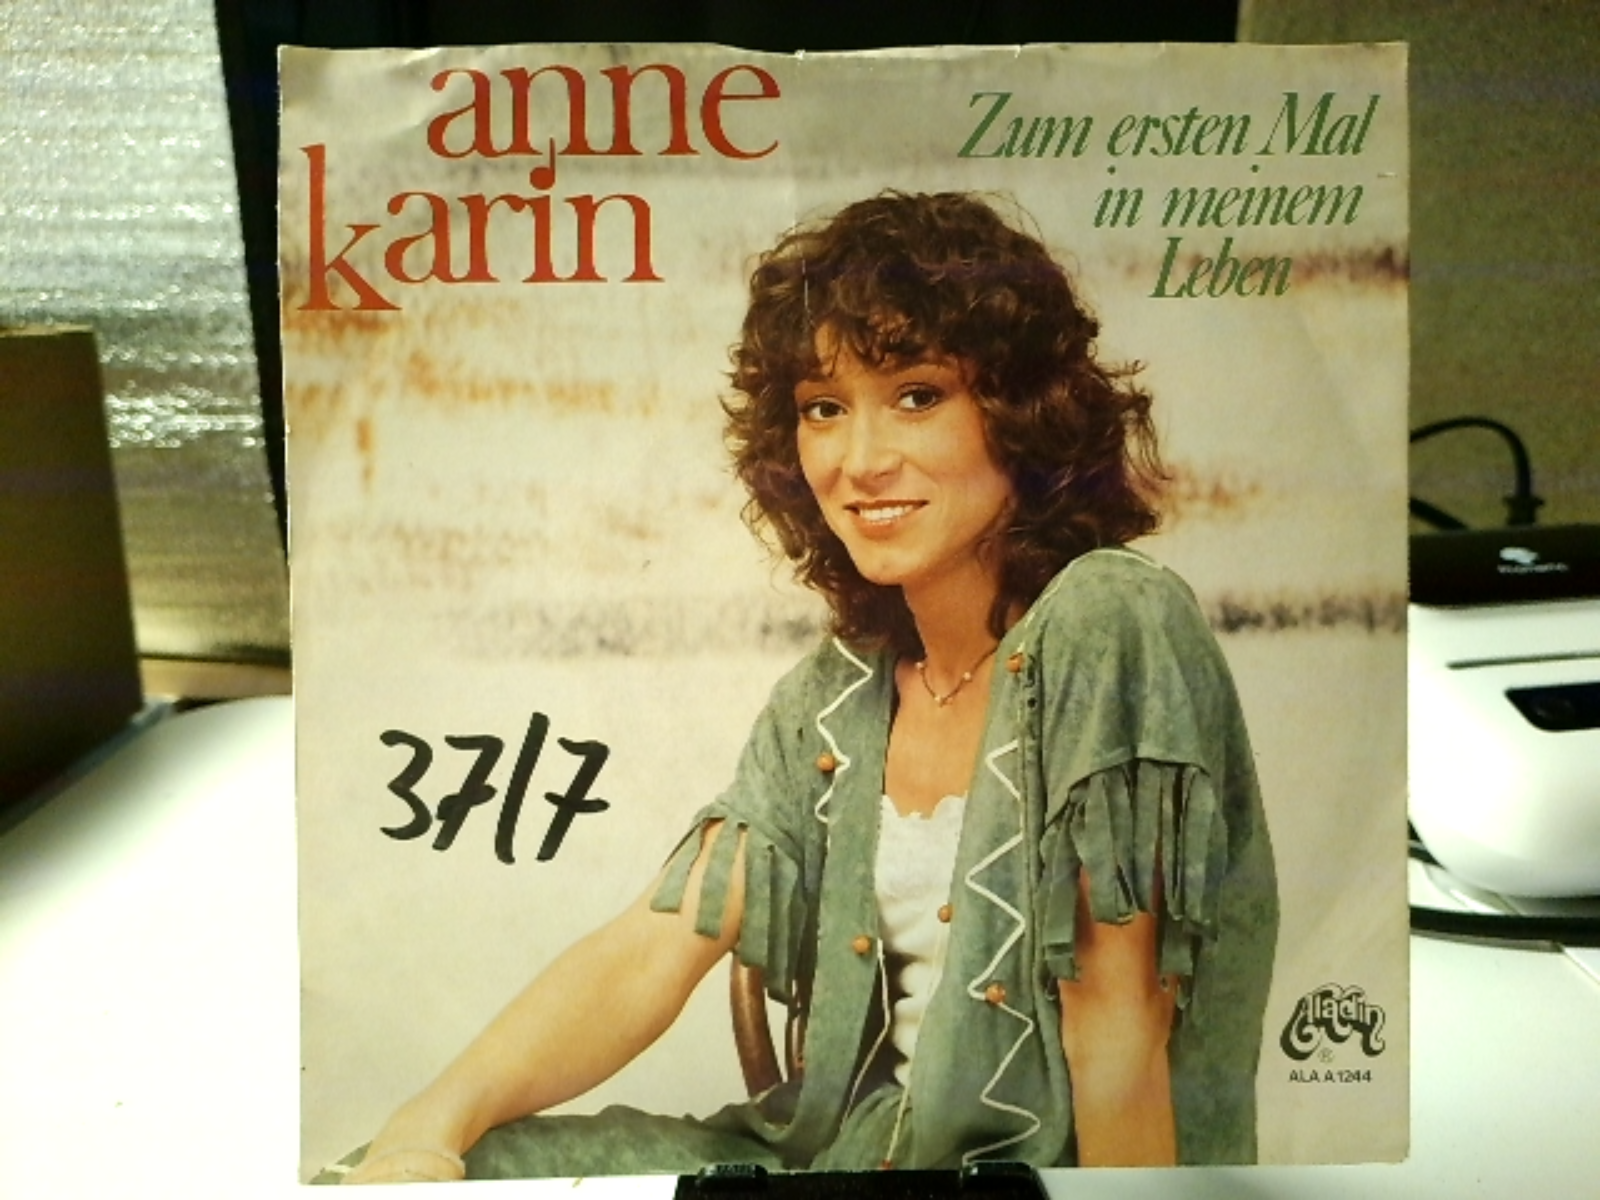 anne
karin
Zum ersten Mal
in meinem
Leben
37/7
Aladin
®
ALA A 1244